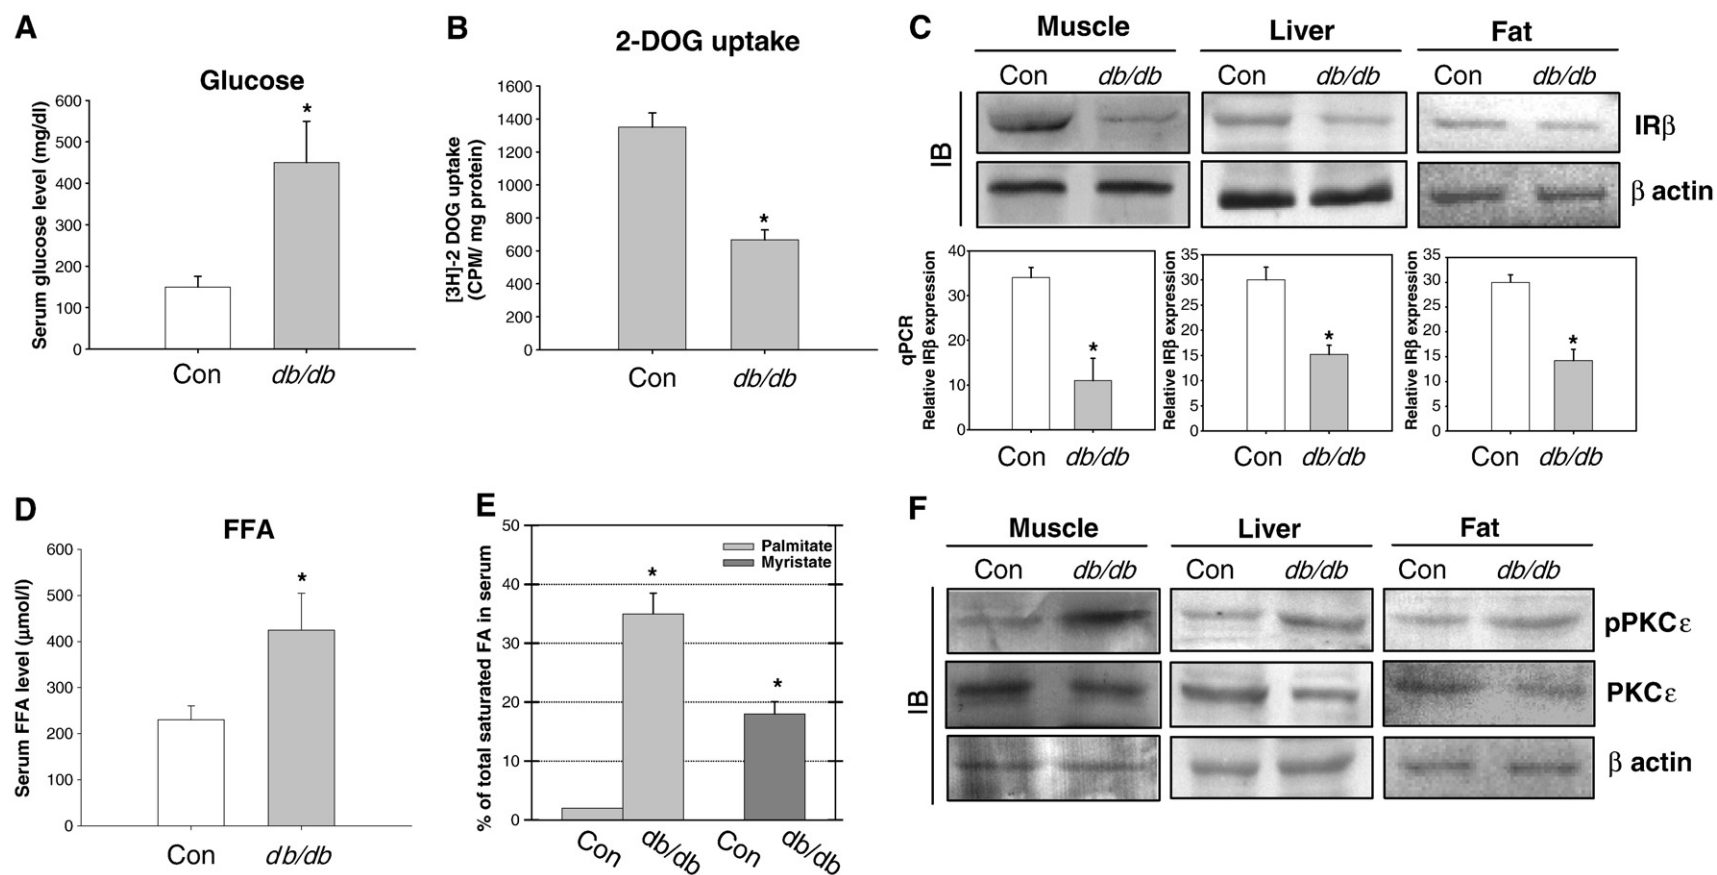 A
Glucose
Serum glucose level (mg/dl)
600
500
400
300
200
100
0
*
Con
db/db
B
2-DOG uptake
[3H]-2 DOG uptake
(CPM/ mg protein)
1600
1400
1200
1000
800
600
400
200
0
*
Con
db/db
C
Muscle Liver Fat
Con db/db Con db/db Con db/db
IB
IRβ
β actin
qPCR
Relative IRβ expression
40
30
20
10
0
*
Con db/db
Relative IRβ expression
35
30
25
20
15
10
5
0
*
Con db/db
Relative IRβ expression
35
30
25
20
15
10
5
0
*
Con db/db
D
FFA
Serum FFA level (μmol/l)
600
500
400
300
200
100
0
*
Con
db/db
E
% of total saturated FA in serum
50
40
30
20
10
0
Palmitate
Myristate
*
*
Con
db/db
Con
db/db
F
Muscle Liver Fat
Con db/db Con db/db Con db/db
IB
pPKCε
PKCε
β actin